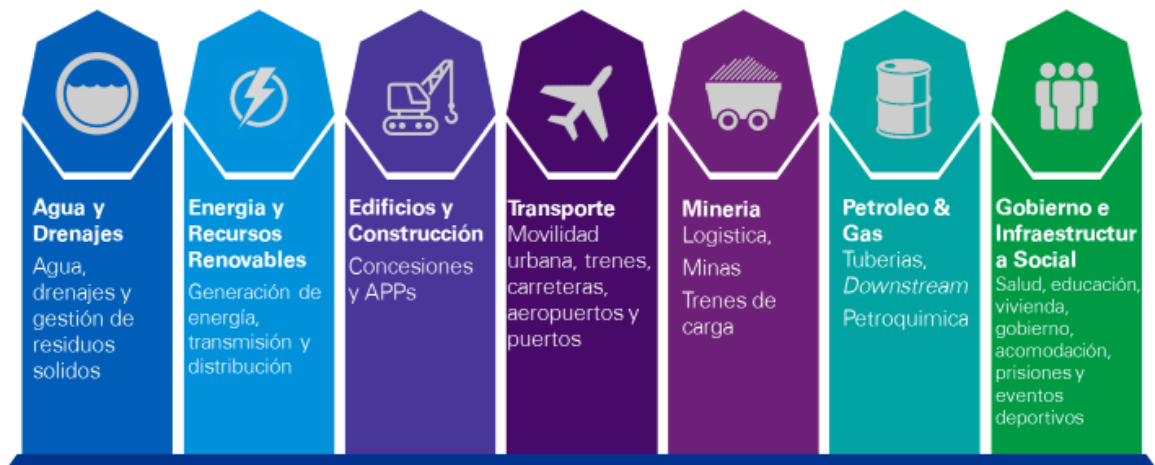 Agua y
Drenajes
Agua,
drenajes y
gestión de
residuos
solidos
Energia y
Recursos
Renovables
Generación de
energía,
transmisión y
distribución
Edificios y
Construcción
Concesiones
y APPs
Transporte
Movilidad
urbana, trenes,
carreteras,
aeropuertos y
puertos
Mineria
Logistica,
Minas
Trenes de
carga
Petroleo &
Gas
Tuberias,
Downstream
Petroquimica
Gobierno e
Infraestructur
a Social
Salud, educación,
vivienda,
gobierno,
acomodación,
prisiones y
eventos
deportivos